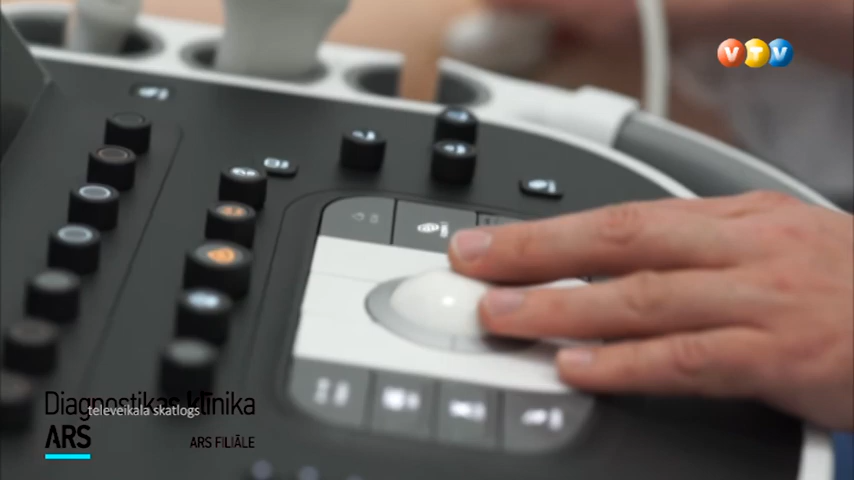 VTV
Diagnostikas klīnika
televeikala skatlogs
ARS
ARS FILIĀLE